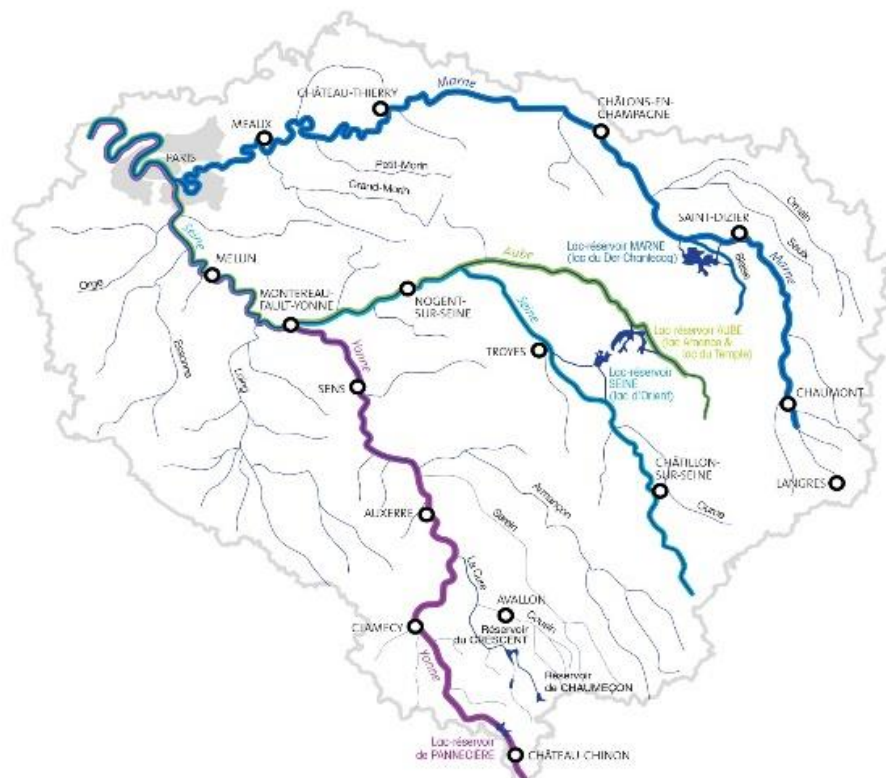 Marne
CHÂTEAU-THIERRY
CHÂLONS-EN-
CHAMPAGNE
MEAUX
PARIS
Petit-Morin
Grand-Morin
Ornain
Saulx
SAINT-DIZIER
Lac-réservoir MARNE
(lac du Der-Chantecoq)
Blaise
Marne
Seine
MELUN
Orge
Aube
MONTEREAU-
FAULT-YONNE
NOGENT-
SUR-SEINE
Seine
Lac-réservoir AUBE
(lac Amance &
lac du Temple)
TROYES
Lac-réservoir
SEINE
(lac d'Orient)
Essonne
Loing
Yonne
SENS
CHAUMONT
CHÂTILLON-
SUR-SEINE
LANGRES
Ource
Armançon
Serein
AUXERRE
La Cure
AVALLON
Cousin
CLAMECY
Réservoir
du CRESCENT
Yonne
Réservoir
de CHAUMEÇON
Lac-réservoir
de PANNECIÈRE
CHÂTEAU-CHINON